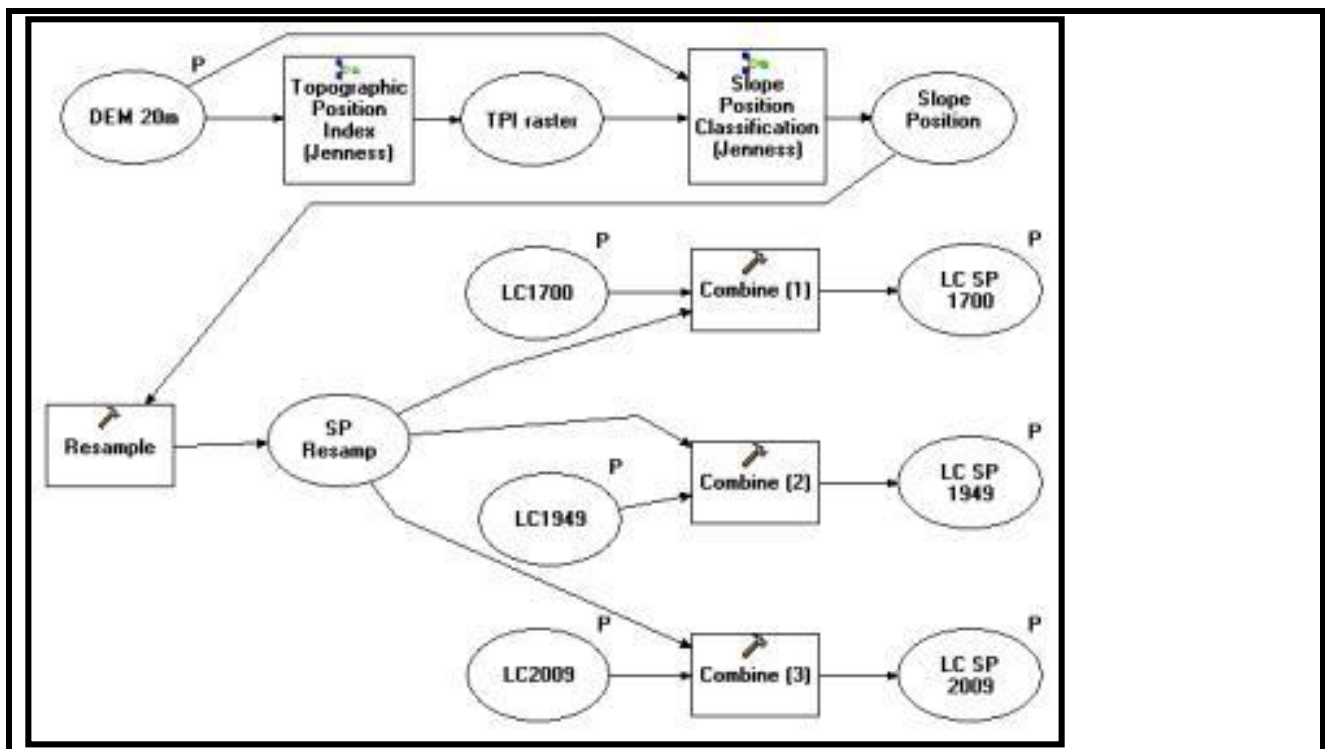 P
DEM 20m
Topographic
Position
Index
(Jenness)
TPI raster
Slope
Position
Classification
(Jenness)
Slope
Position
P
LC1700
Combine (1)
P
LC SP
1700
Resample
SP
Resamp
P
LC1949
Combine (2)
P
LC SP
1949
P
LC2009
Combine (3)
P
LC SP
2009